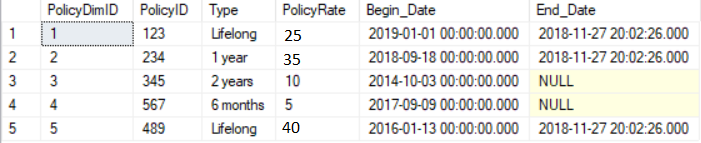 PolicyDimID PolicyID Type PolicyRate Begin_Date End_Date
1 1 123 Lifelong 25 2019-01-01 00:00:00.000 2018-11-27 20:02:26.000
2 2 234 1 year 35 2018-09-18 00:00:00.000 2018-11-27 20:02:26.000
3 3 345 2 years 10 2014-10-03 00:00:00.000 NULL
4 4 567 6 months 5 2017-09-09 00:00:00.000 NULL
5 5 489 Lifelong 40 2016-01-13 00:00:00.000 2018-11-27 20:02:26.000